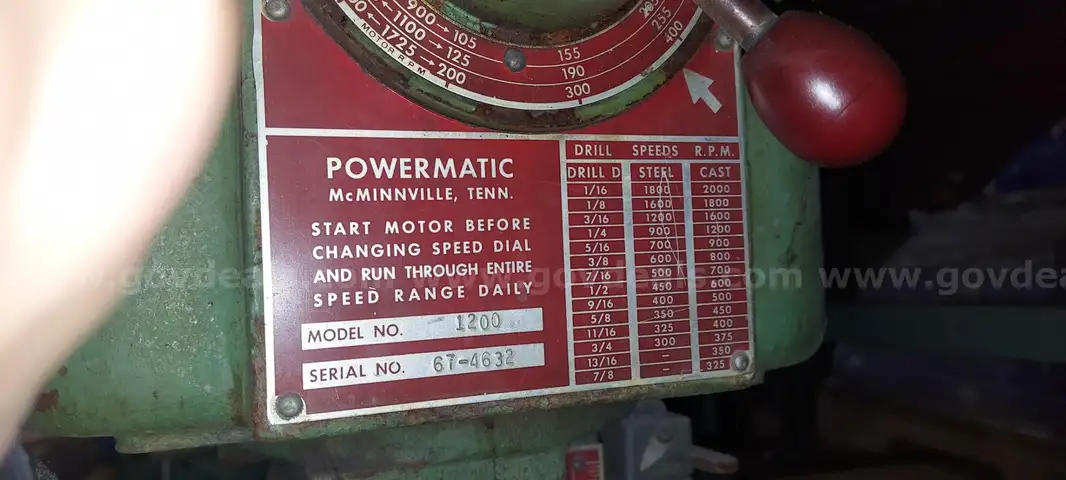 900→105 155 255
1100→125 190 400
1725→200 300
MOTOR R.P.M
POWERMATIC
McMINNVILLE, TENN.
START MOTOR BEFORE
CHANGING SPEED DIAL
AND RUN THROUGH ENTIRE
SPEED RANGE DAILY
MODEL NO. 1200
SERIAL NO. 67-4632
DRILL SPEEDS R.P.M.
DRILL D STEEL CAST
1/16 1800 2000
1/8 1600 1800
3/16 1200 1600
1/4 900 1200
5/16 700 900
3/8 600 800
7/16 500 700
1/2 450 600
9/16 400 500
5/8 350 450
11/16 325 400
3/4 300 375
13/16 – 350
7/8 – 325
www.govdeals.com
www.govdea